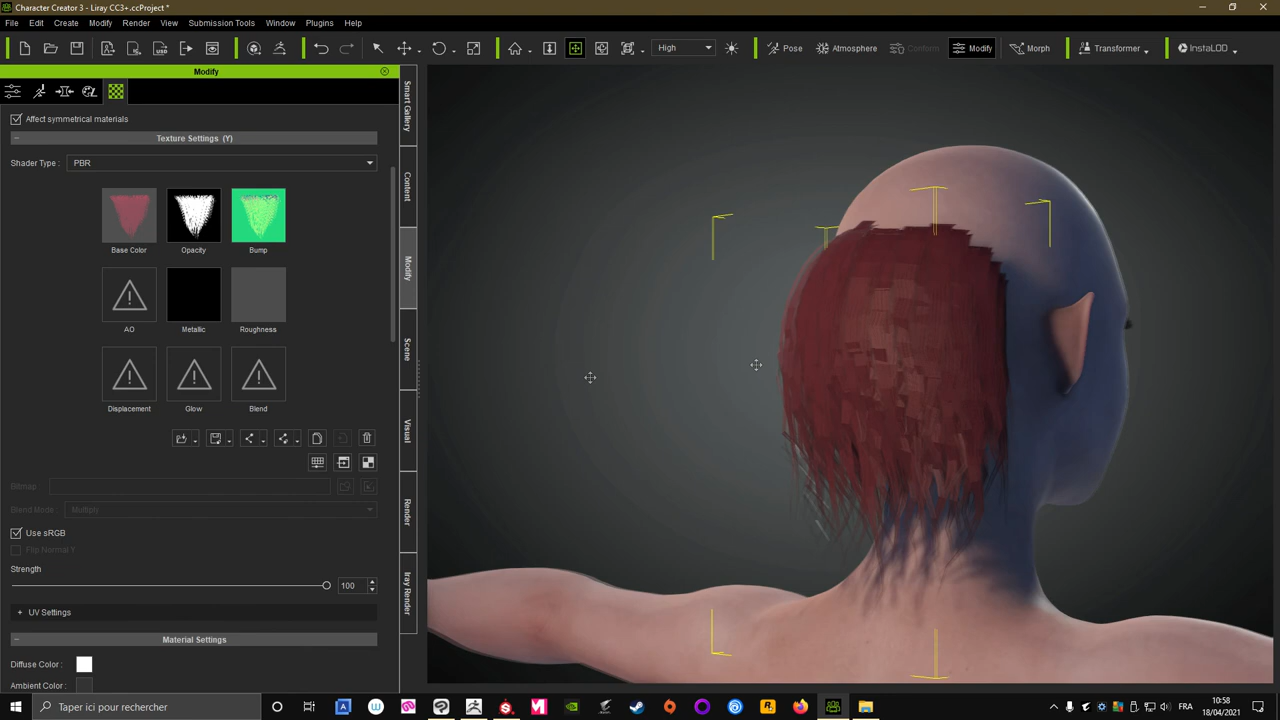 Character Creator 3+ - Liray CC3+.ccProject *
File Edit Create Modify Render Submission Tools Window Plugins Help
High Pose Atmosphere Conform Modify Morph Transformer InstaLOD
Modify
Affect symmetrical materials
Texture Settings (Y)
Shader Type : PBR
Base Color Opacity Bump
AO Metallic Roughness
Displacement Glow Blend
Bitmap
Blend Mode Multiply
Use sRGB
Flip Normal Y
Strength
100
+ UV Settings
Material Settings
Diffuse Color :
Ambient Color :
Smart Gallery
Content
Modify
Scene
Visual
Render
Iray Render
Taper ici pour rechercher
FRA
10:58
18/04/2021